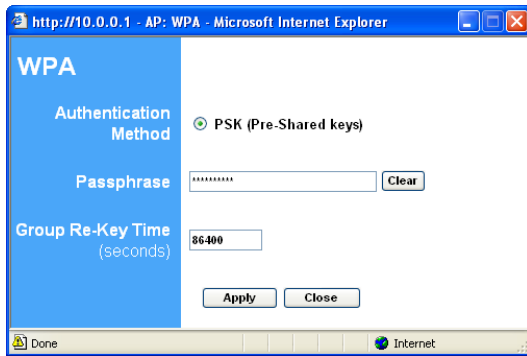 http://10.0.0.1 - AP: WPA - Microsoft Internet Explorer
WPA
Authentication
Method
PSK (Pre-Shared keys)
Passphrase
**********
Clear
Group Re-Key Time
(seconds)
86400
Apply
Close
Done
Internet